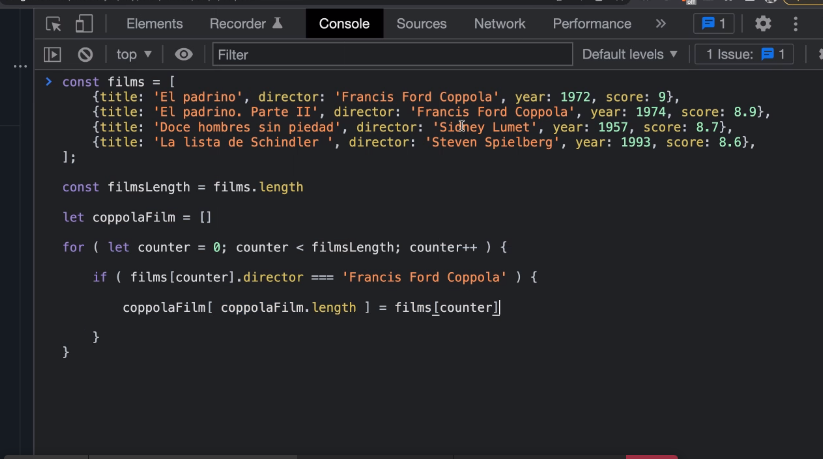 Elements Recorder Console Sources Network Performance » 1
top ▼ Filter Default levels ▼ 1 Issue: 1
> const films = [
{title: 'El padrino', director: 'Francis Ford Coppola', year: 1972, score: 9},
{title: 'El padrino. Parte II', director: 'Francis Ford Coppola', year: 1974, score: 8.9},
{title: 'Doce hombres sin piedad', director: 'Sidney Lumet', year: 1957, score: 8.7},
{title: 'La lista de Schindler ', director: 'Steven Spielberg', year: 1993, score: 8.6},
];
const filmsLength = films.length
let coppolaFilm = []
for ( let counter = 0; counter < filmsLength; counter++ ) {
if ( films[counter].director === 'Francis Ford Coppola' ) {
coppolaFilm[ coppolaFilm.length ] = films[counter]
}
}